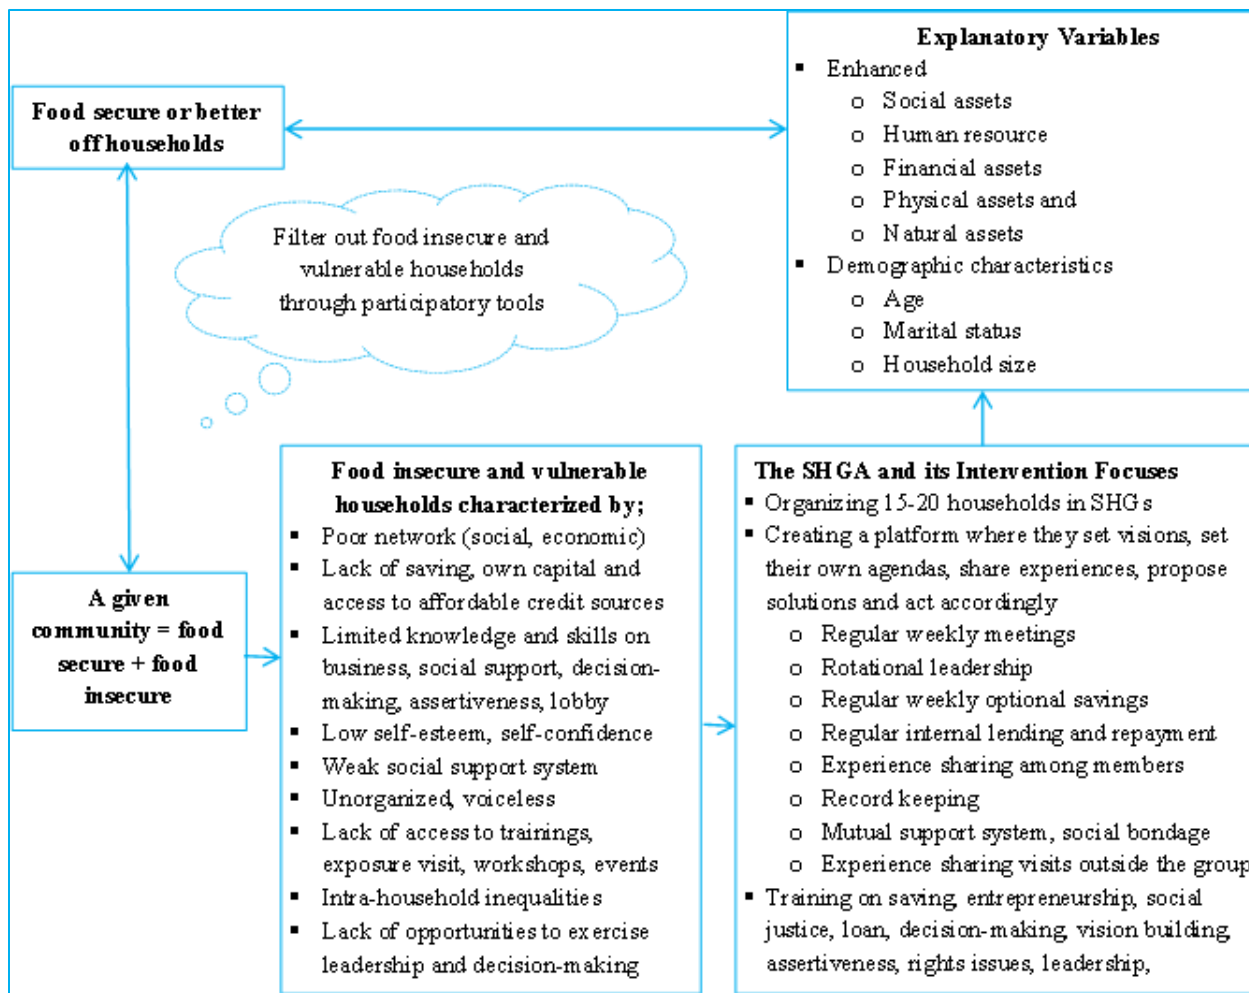 Explanatory Variables
▪ Enhanced
o Social assets
o Human resource
o Financial assets
o Physical assets and
o Natural assets
▪ Demographic characteristics
o Age
o Marital status
o Household size
Food secure or better
off households
Filter out food insecure and
vulnerable households
through participatory tools
A given
community = food
secure + food
insecure
Food insecure and vulnerable
households characterized by;
▪ Poor network (social, economic)
▪ Lack of saving, own capital and
access to affordable credit sources
▪ Limited knowledge and skills on
business, social support, decision-
making, assertiveness, lobby
▪ Low self-esteem, self-confidence
▪ Weak social support system
▪ Unorganized, voiceless
▪ Lack of access to trainings,
exposure visit, workshops, events
▪ Intra-household inequalities
▪ Lack of opportunities to exercise
leadership and decision-making
The SHGA and its Intervention Focuses
▪ Organizing 15-20 households in SHGs
▪ Creating a platform where they set visions, set
their own agendas, share experiences, propose
solutions and act accordingly
o Regular weekly meetings
o Rotational leadership
o Regular weekly optional savings
o Regular internal lending and repayment
o Experience sharing among members
o Record keeping
o Mutual support system, social bondage
o Experience sharing visits outside the group
▪ Training on saving, entrepreneurship, social
justice, loan, decision-making, vision building,
assertiveness, rights issues, leadership,